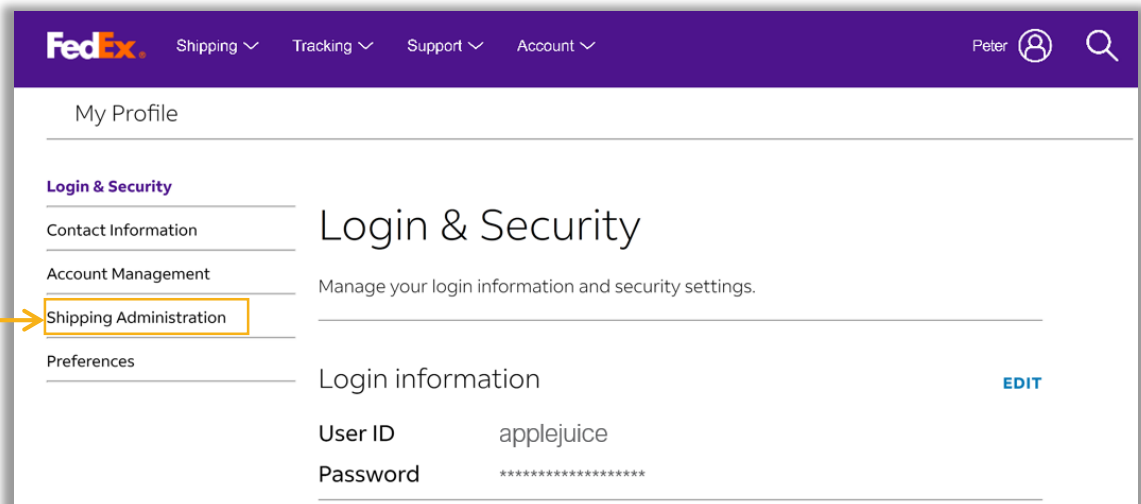 FedEx. Shipping Tracking Support Account Peter
My Profile
Login & Security
Contact Information
Account Management
Shipping Administration
Preferences
Login & Security
Manage your login information and security settings.
Login information EDIT
User ID applejuice
Password *******************